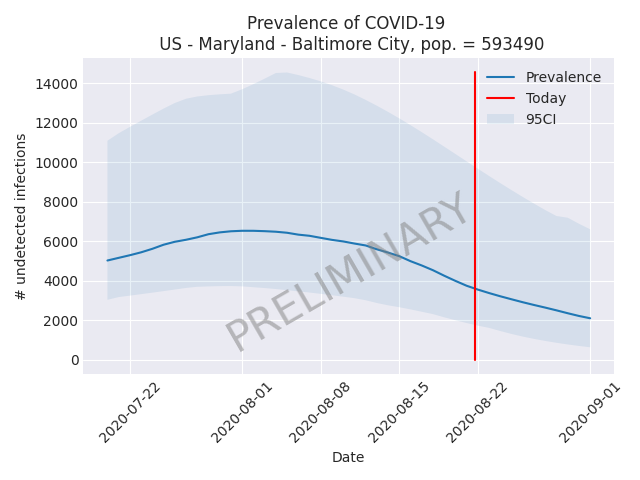 Prevalence of COVID-19
US - Maryland - Baltimore City, pop. = 593490
# undetected infections
14000
12000
10000
8000
6000
4000
2000
0
Prevalence
Today
95CI
PRELIMINARY
2020-07-22
2020-08-01
2020-08-08
2020-08-15
2020-08-22
2020-09-01
Date